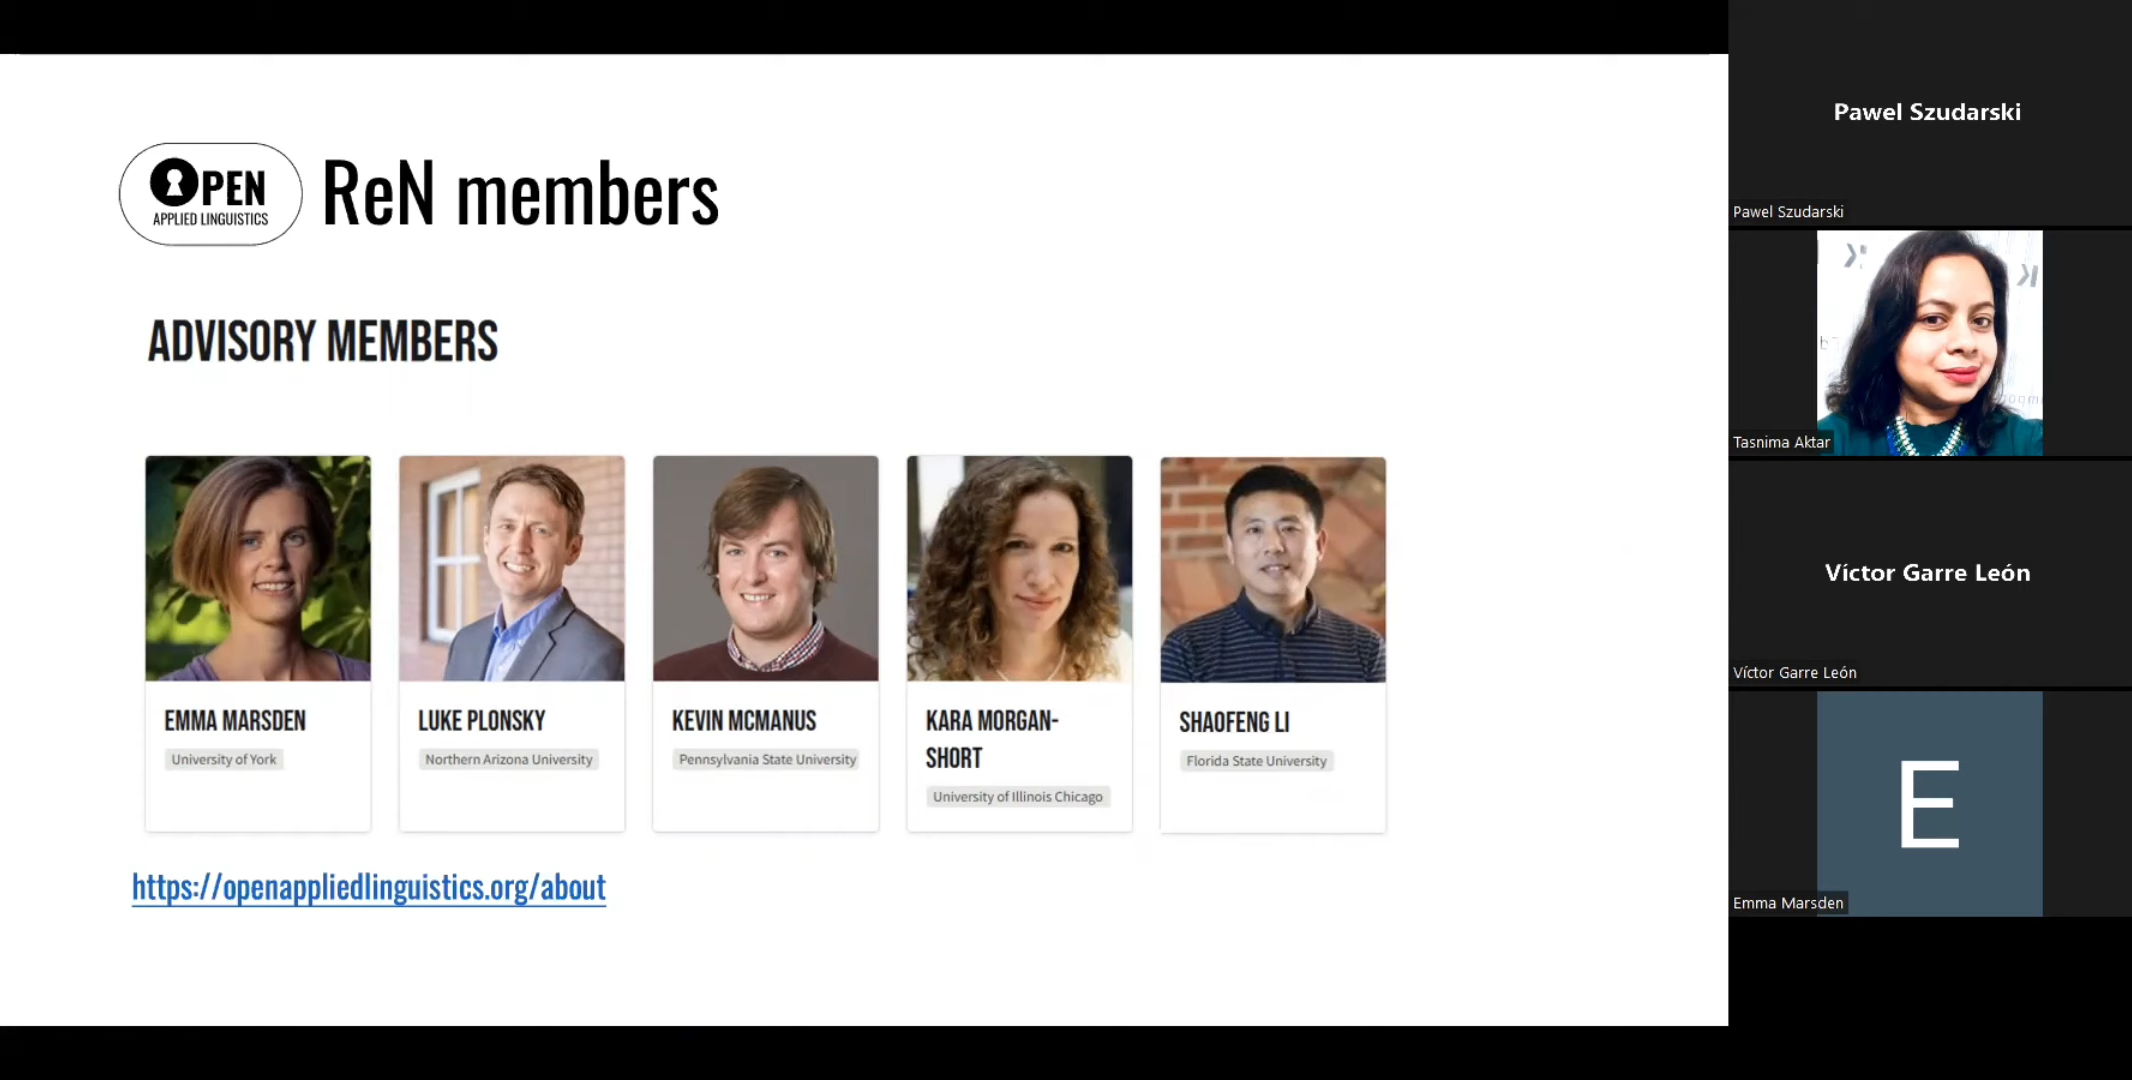 OPEN
APPLIED LINGUISTICS
ReN members
ADVISORY MEMBERS
EMMA MARSDEN
University of York
LUKE PLONSKY
Northern Arizona University
KEVIN MCMANUS
Pennsylvania State University
KARA MORGAN-
SHORT
University of Illinois Chicago
SHAOFENG LI
Florida State University
https://openappliedlinguistics.org/about
Pawel Szudarski
Pawel Szudarski
Tasnima Aktar
Víctor Garre León
Víctor Garre León
E
Emma Marsden